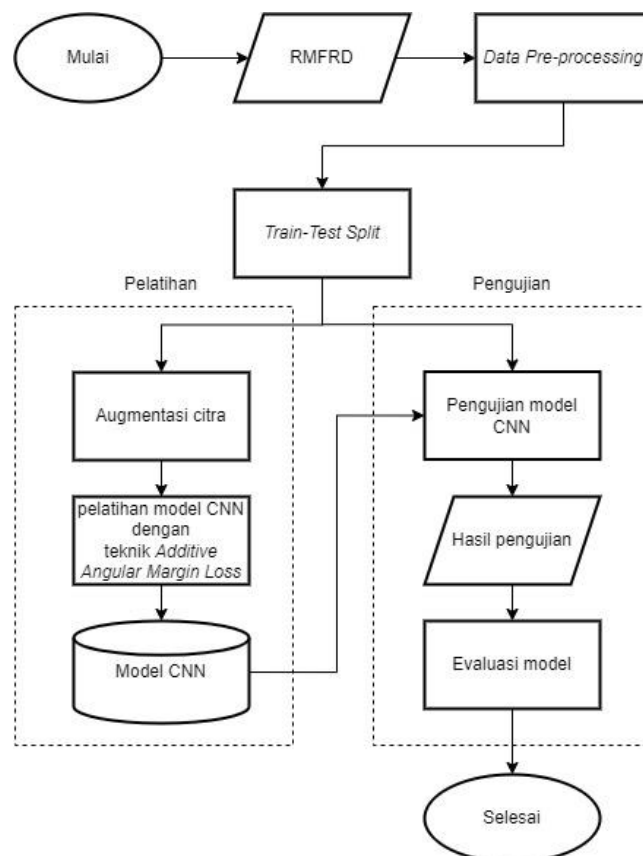 Mulai
RMFRD
Data Pre-processing
Train-Test Split
Pelatihan
Augmentasi citra
pelatihan model CNN
dengan
teknik Additive
Angular Margin Loss
Model CNN
Pengujian
Pengujian model
CNN
Hasil pengujian
Evaluasi model
Selesai